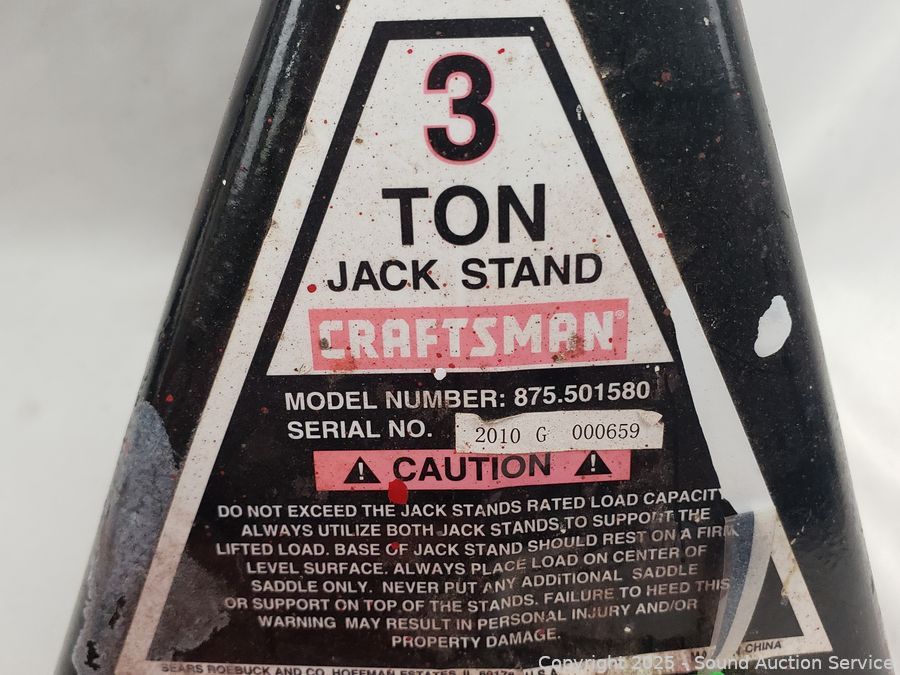 3
TON
JACK STAND
CRAFTSMAN®
MODEL NUMBER: 875.501580
SERIAL NO. 2010 G 000659
CAUTION
DO NOT EXCEED THE JACK STANDS RATED LOAD CAPACITY
ALWAYS UTILIZE BOTH JACK STANDS TO SUPPORT THE
LIFTED LOAD. BASE OF JACK STAND SHOULD REST ON A FIRM
LEVEL SURFACE. ALWAYS PLACE LOAD ON CENTER OF
SADDLE ONLY. NEVER PUT ANY ADDITIONAL SADDLE
OR SUPPORT ON TOP OF THE STANDS. FAILURE TO HEED THIS
WARNING MAY RESULT IN PERSONAL INJURY AND/OR
PROPERTY DAMAGE.
SEARS ROEBUCK AND CO. HOFFMAN ESTATES, IL 60179 U.S.A. CHINA
Copyright 2025 - Sound Auction Service